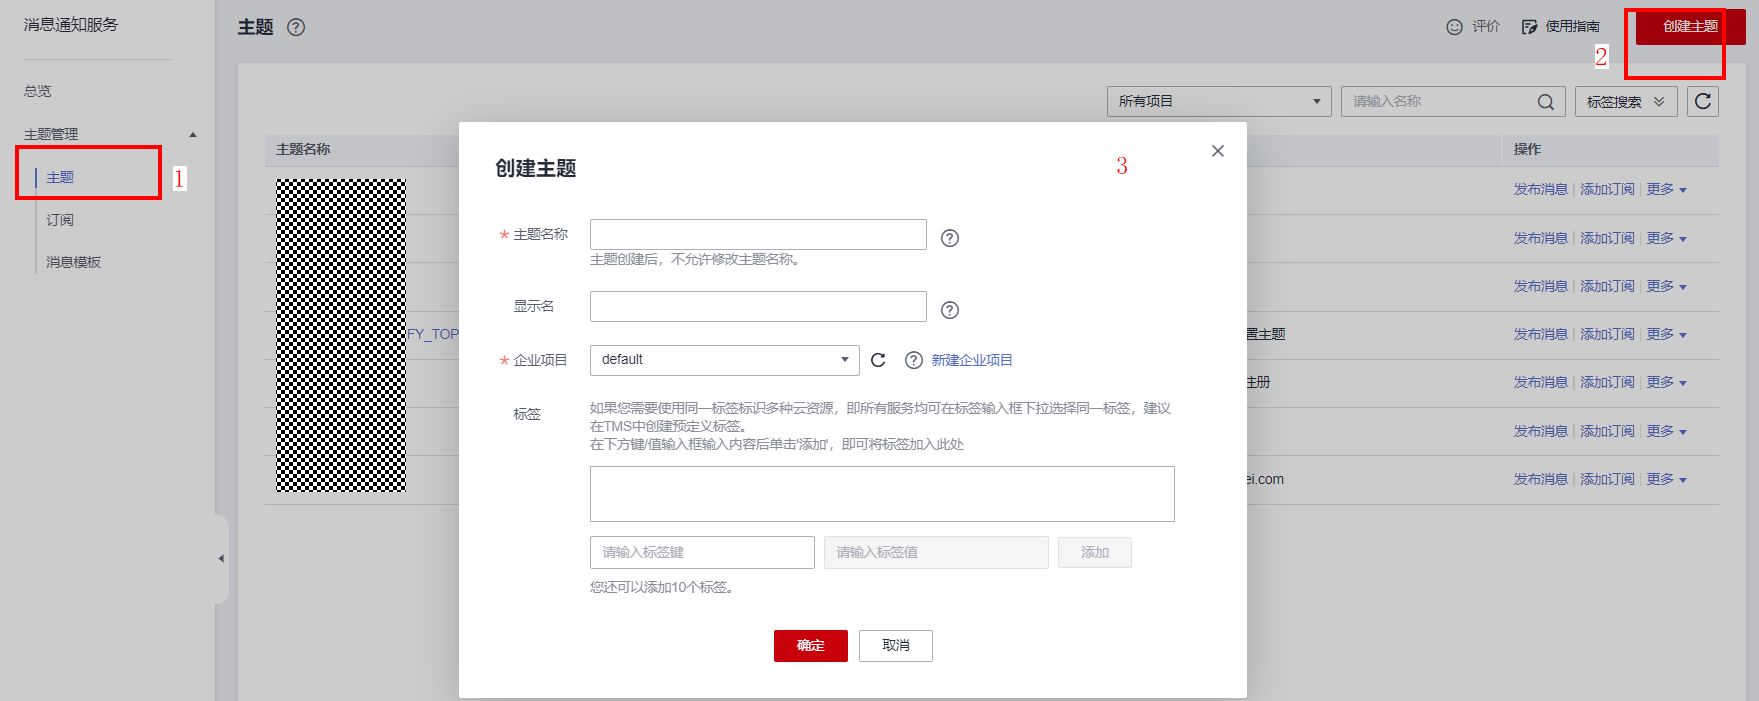 消息通知服务
总览
主题管理
主题
1
订阅
消息模板
主题
评价
使用指南
创建主题
2
所有项目
请输入名称
标签搜索
主题名称
操作
发布消息 添加订阅 更多
发布消息 添加订阅 更多
发布消息 添加订阅 更多
FY_TOP
置主题
发布消息 添加订阅 更多
注册
发布消息 添加订阅 更多
发布消息 添加订阅 更多
ei.com
发布消息 添加订阅 更多
创建主题
3
* 主题名称
主题创建后，不允许修改主题名称。
显示名
* 企业项目
default
新建企业项目
标签
如果您需要使用同一标签标识多种云资源，即所有服务均可在标签输入框下拉选择同一标签，建议
在TMS中创建预定义标签。
在下方键/值输入框输入内容后单击'添加'，即可将标签加入此处
请输入标签键
请输入标签值
添加
您还可以添加10个标签。
确定
取消